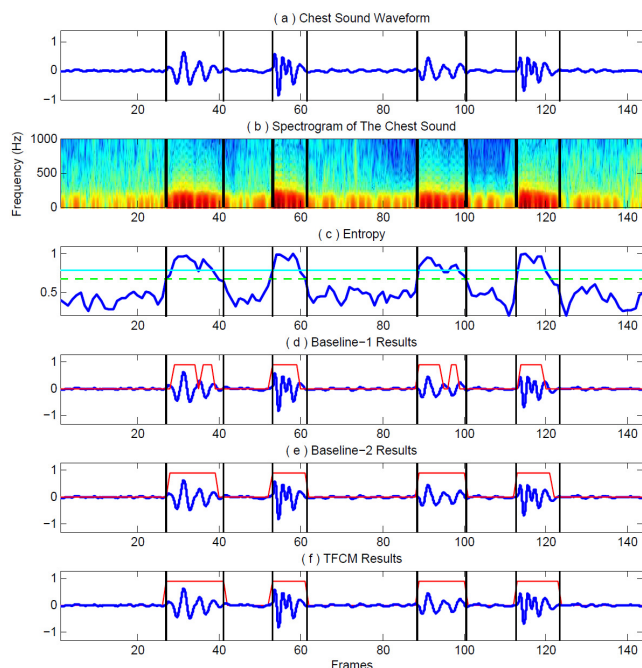 ( a ) Chest Sound Waveform
1
0
−1
20 40 60 80 100 120 140
( b ) Spectrogram of The Chest Sound
Frequency (Hz)
1000
500
0
20 40 60 80 100 120 140
( c ) Entropy
1
0.5
20 40 60 80 100 120 140
( d ) Baseline−1 Results
1
0
−1
20 40 60 80 100 120 140
( e ) Baseline−2 Results
1
0
−1
20 40 60 80 100 120 140
( f ) TFCM Results
1
0
−1
20 40 60 80 100 120 140
Frames